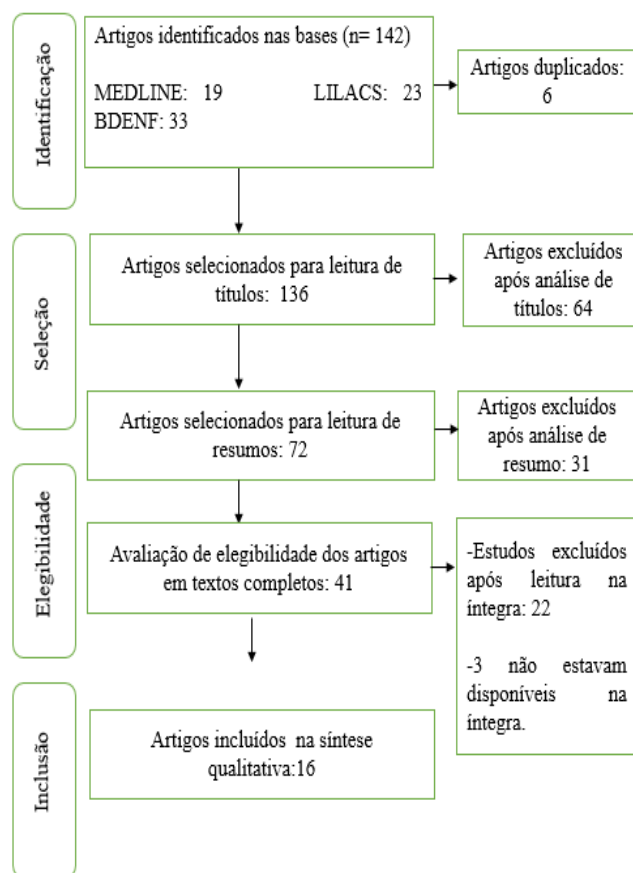 Identificação
Artigos identificados nas bases (n= 142)
MEDLINE: 19 LILACS: 23
BDENF: 33
Artigos duplicados:
6
Seleção
Artigos selecionados para leitura de
títulos: 136
Artigos excluídos
após análise de
títulos: 64
Artigos selecionados para leitura de
resumos: 72
Artigos excluídos
após análise de
resumo: 31
Elegibilidade
Avaliação de elegibilidade dos artigos
em textos completos: 41
-Estudos excluídos
após leitura na
íntegra: 22
-3 não estavam
disponíveis na
íntegra.
Inclusão
Artigos incluídos na síntese
qualitativa:16